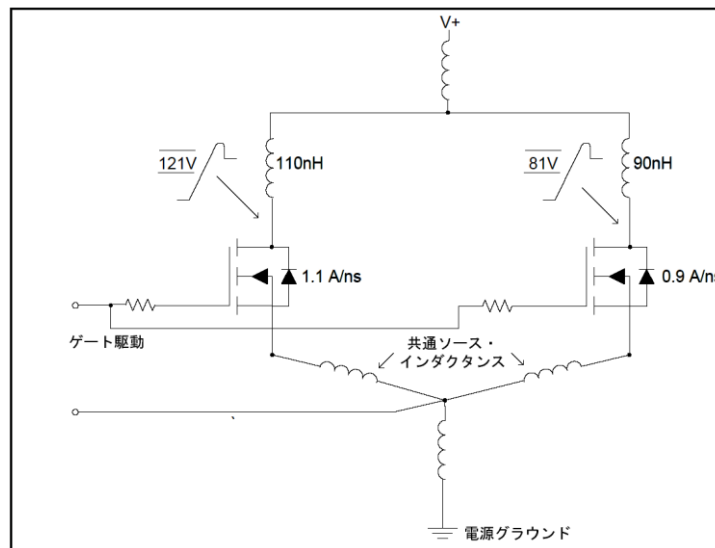 V+
121V
110nH
81V
90nH
1.1 A/ns
0.9 A/ns
ゲート駆動
共通ソース・
インダクタンス
電源グラウンド